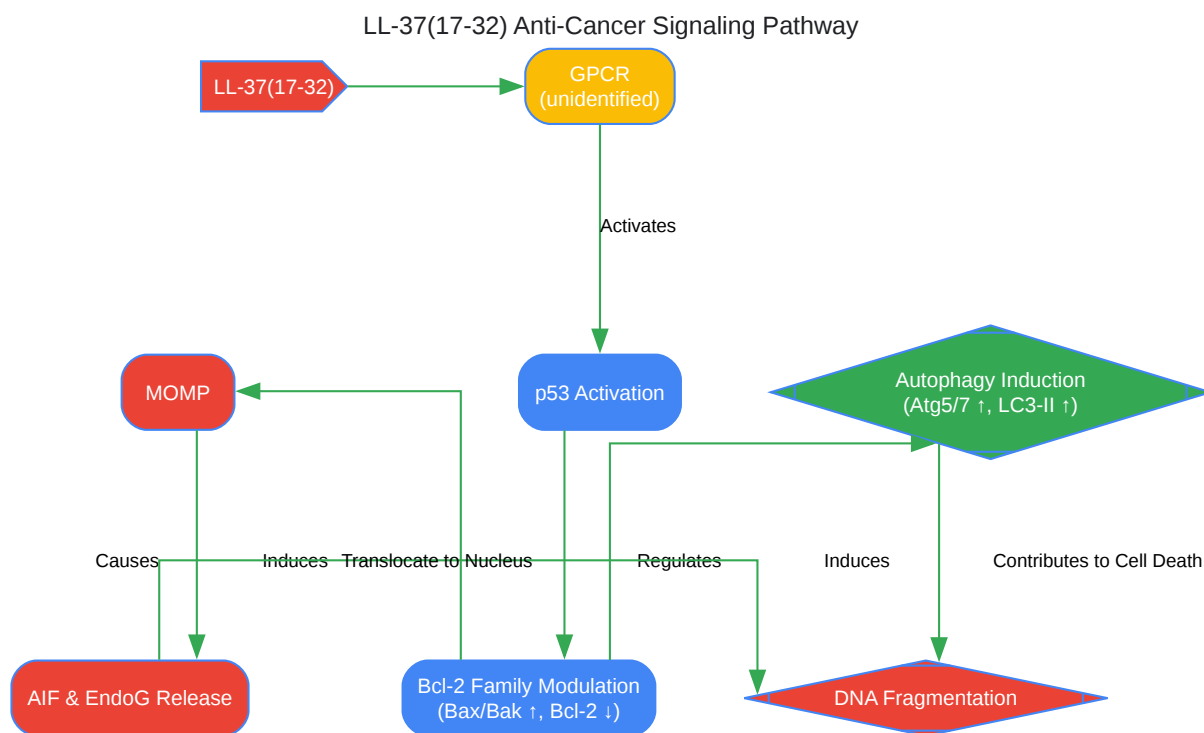 LL-37(17-32) Anti-Cancer Signaling Pathway
LL-37(17-32)
GPCR
(unidentified)
Activates
MOMP
p53 Activation
Autophagy Induction
(Atg5/7 ↑, LC3-II ↑)
Causes
Induces
Translocate to Nucleus
Regulates
Induces
Contributes to Cell Death
AIF & EndoG Release
Bcl-2 Family Modulation
(Bax/Bak ↑, Bcl-2 ↓)
DNA Fragmentation